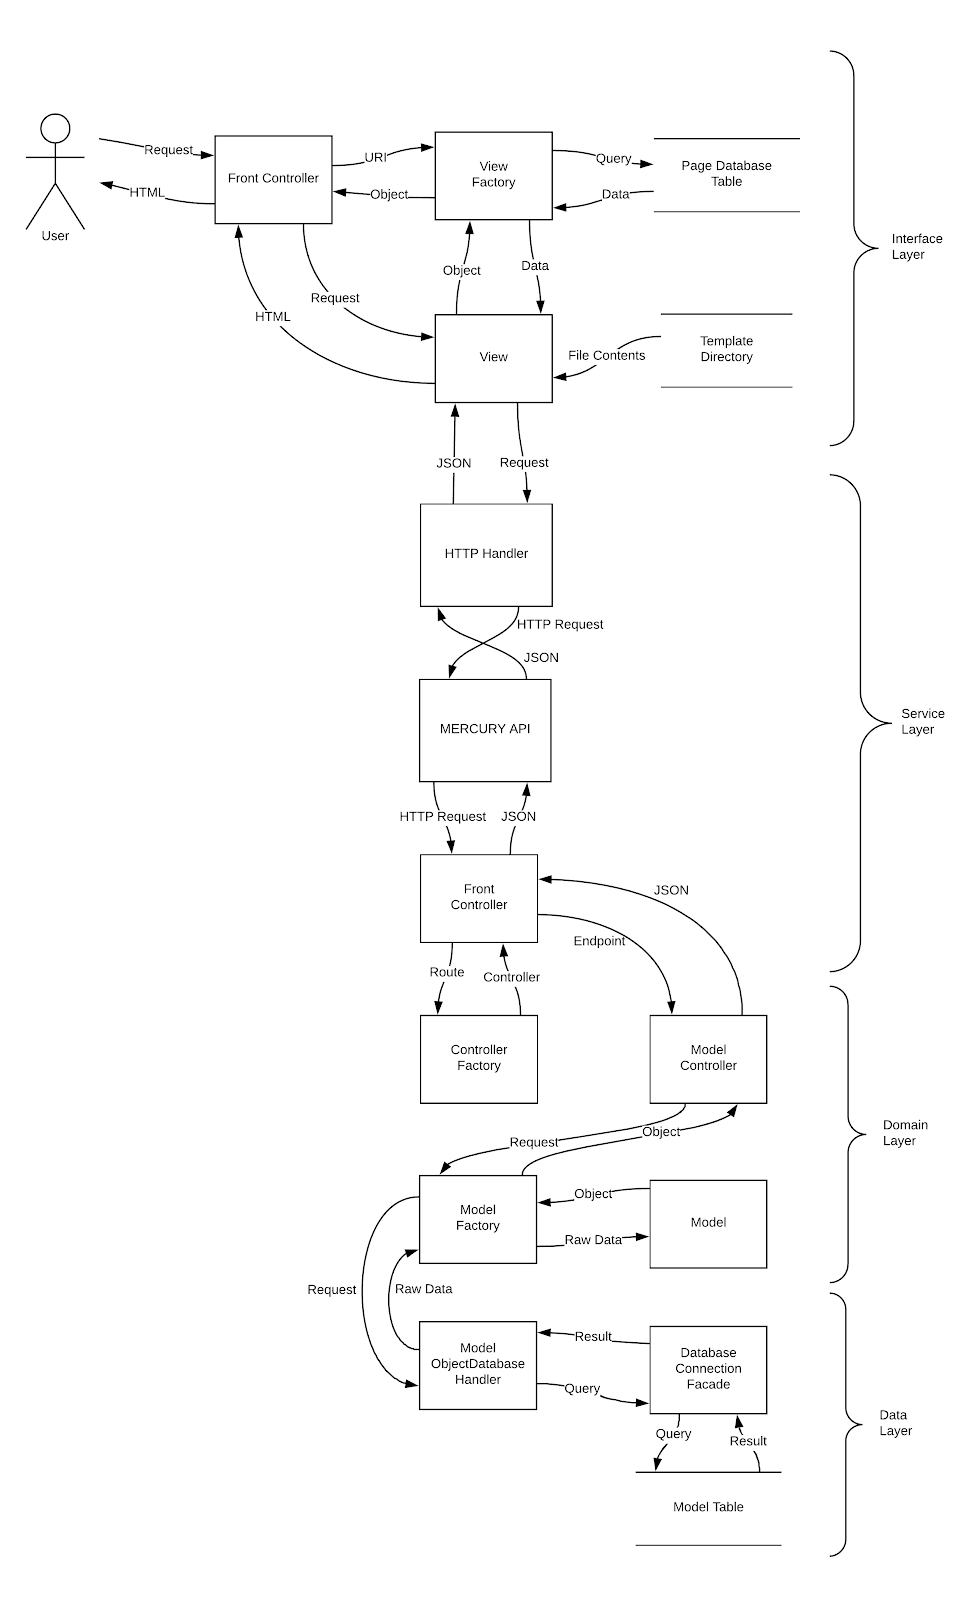 Request
HTML
User
Front Controller
URI
Object
View
Factory
Query
Data
Page Database
Table
Interface
Layer
Object
Data
Request
HTML
View
File Contents
Template
Directory
JSON
Request
HTTP Handler
HTTP Request
JSON
MERCURY API
Service
Layer
HTTP Request
JSON
Front
Controller
JSON
Endpoint
Route
Controller
Controller
Factory
Model
Controller
Domain
Layer
Request
Object
Model
Factory
Object
Raw Data
Model
Request
Raw Data
Model
ObjectDatabase
Handler
Result
Query
Database
Connection
Facade
Data
Layer
Query
Result
Model Table